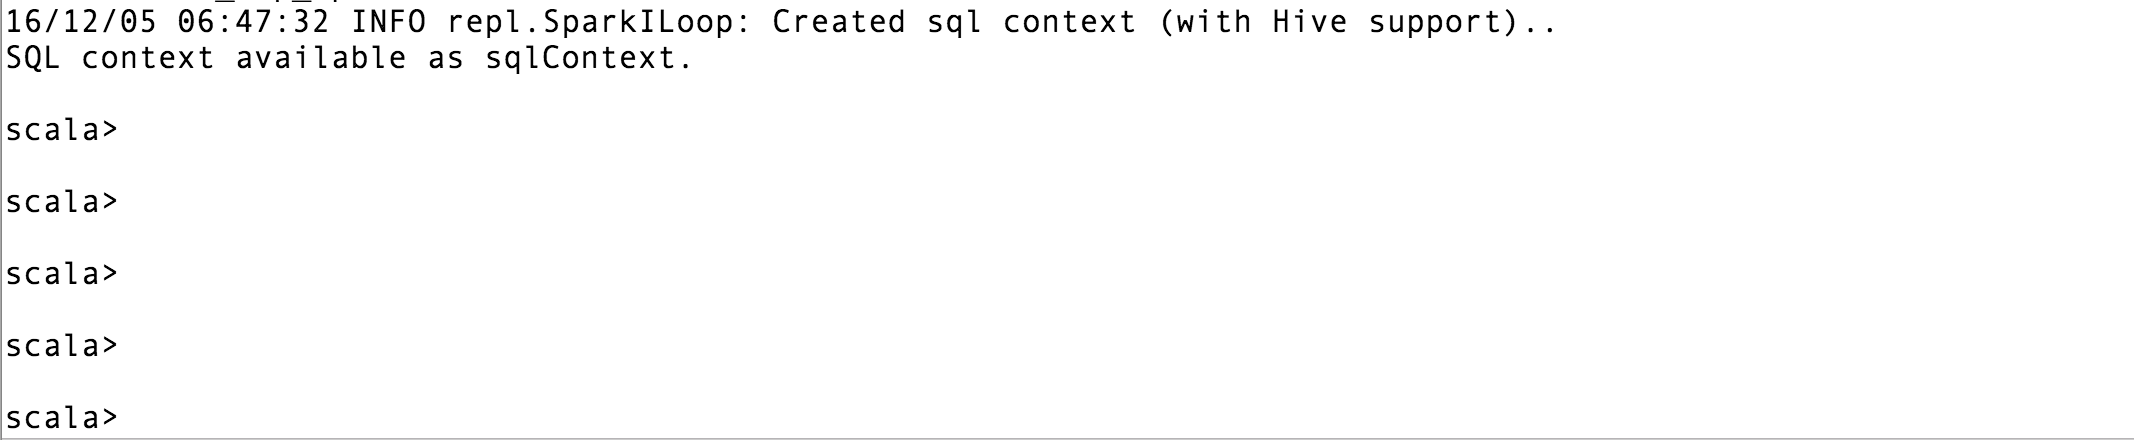 16/12/05 06:47:32 INFO repl.SparkILoop: Created sql context (with Hive support)..
SQL context available as sqlContext.
scala>
scala>
scala>
scala>
scala>